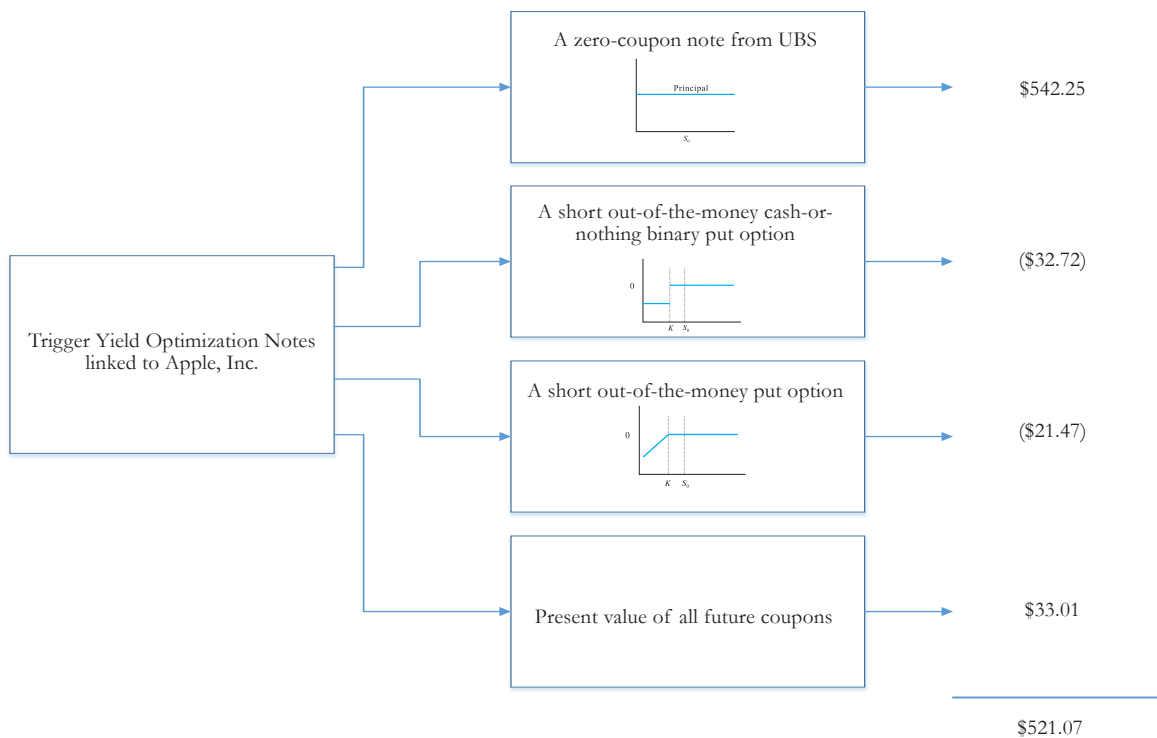 A zero-coupon note from UBS
Principal
S₀
$542.25
A short out-of-the-money cash-or-
nothing binary put option
0
K S₀
($32.72)
Trigger Yield Optimization Notes
linked to Apple, Inc.
A short out-of-the-money put option
0
K S₀
($21.47)
Present value of all future coupons
$33.01
$521.07